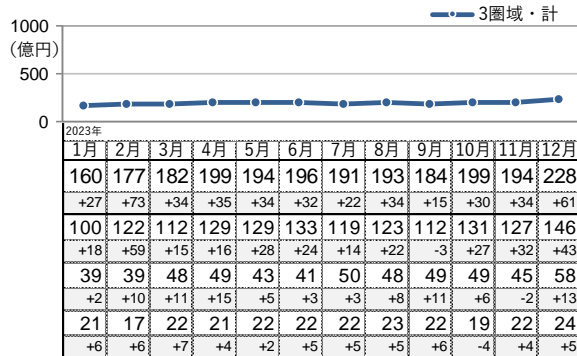 3圏域・計
1000
(億円)
500
0
2023年
1月 2月 3月 4月 5月 6月 7月 8月 9月 10月 11月 12月
160 177 182 199 194 196 191 193 184 199 194 228
+27 +73 +34 +35 +34 +32 +22 +34 +15 +30 +34 +61
100 122 112 129 129 133 119 123 112 131 127 146
+18 +59 +15 +16 +28 +24 +14 +22 -3 +27 +32 +43
39 39 48 49 43 41 50 48 49 49 45 58
+2 +10 +11 +15 +5 +3 +3 +8 +11 +6 -2 +13
21 17 22 21 22 22 22 23 22 19 22 24
+6 +6 +7 +4 +2 +5 +5 +5 +6 -4 +4 +5